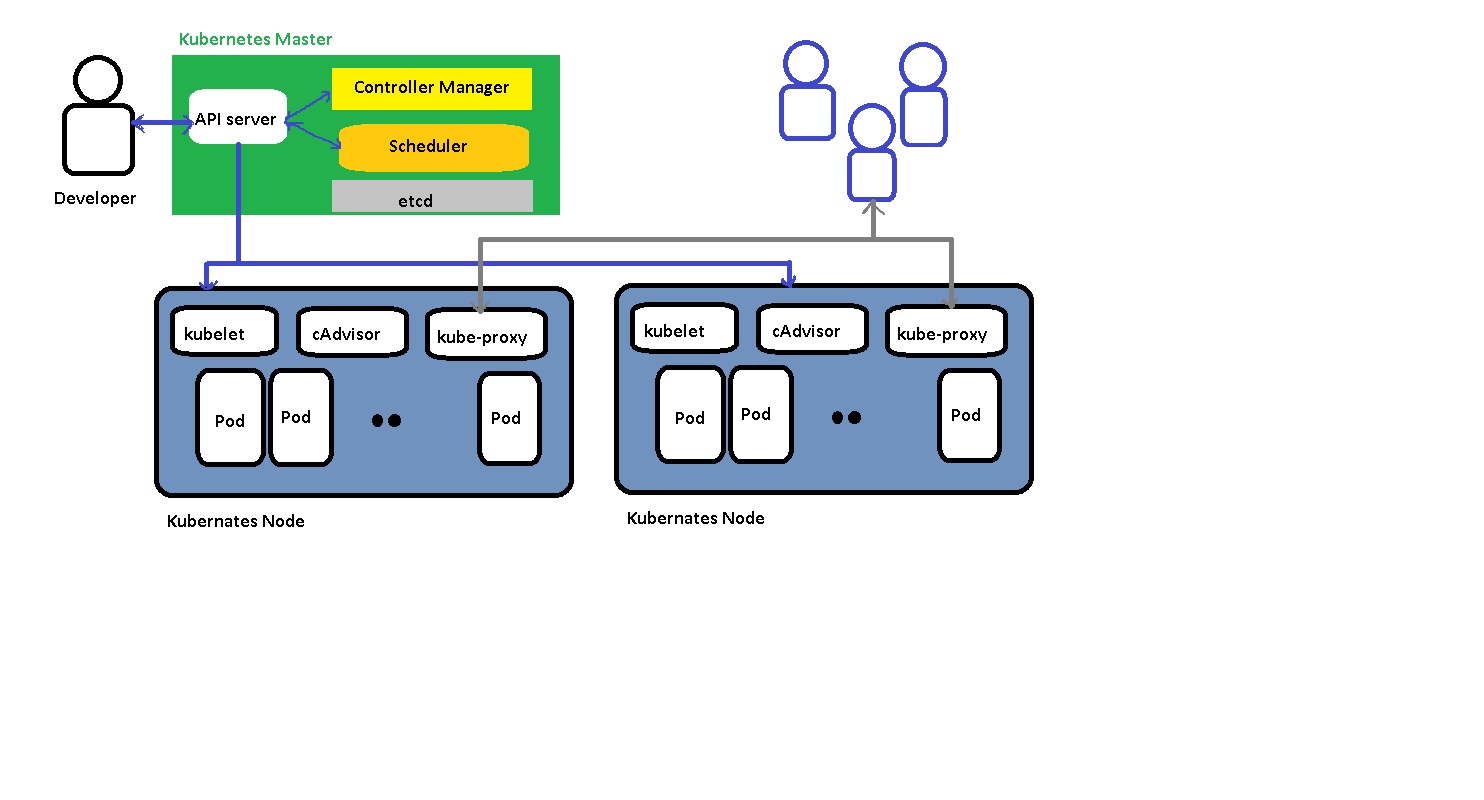 Kubernetes Master
Controller Manager
API server
Scheduler
etcd
Developer
kubelet
cAdvisor
kube-proxy
Pod
Pod
Pod
Kubernates Node
kubelet
cAdvisor
kube-proxy
Pod
Pod
Pod
Kubernates Node